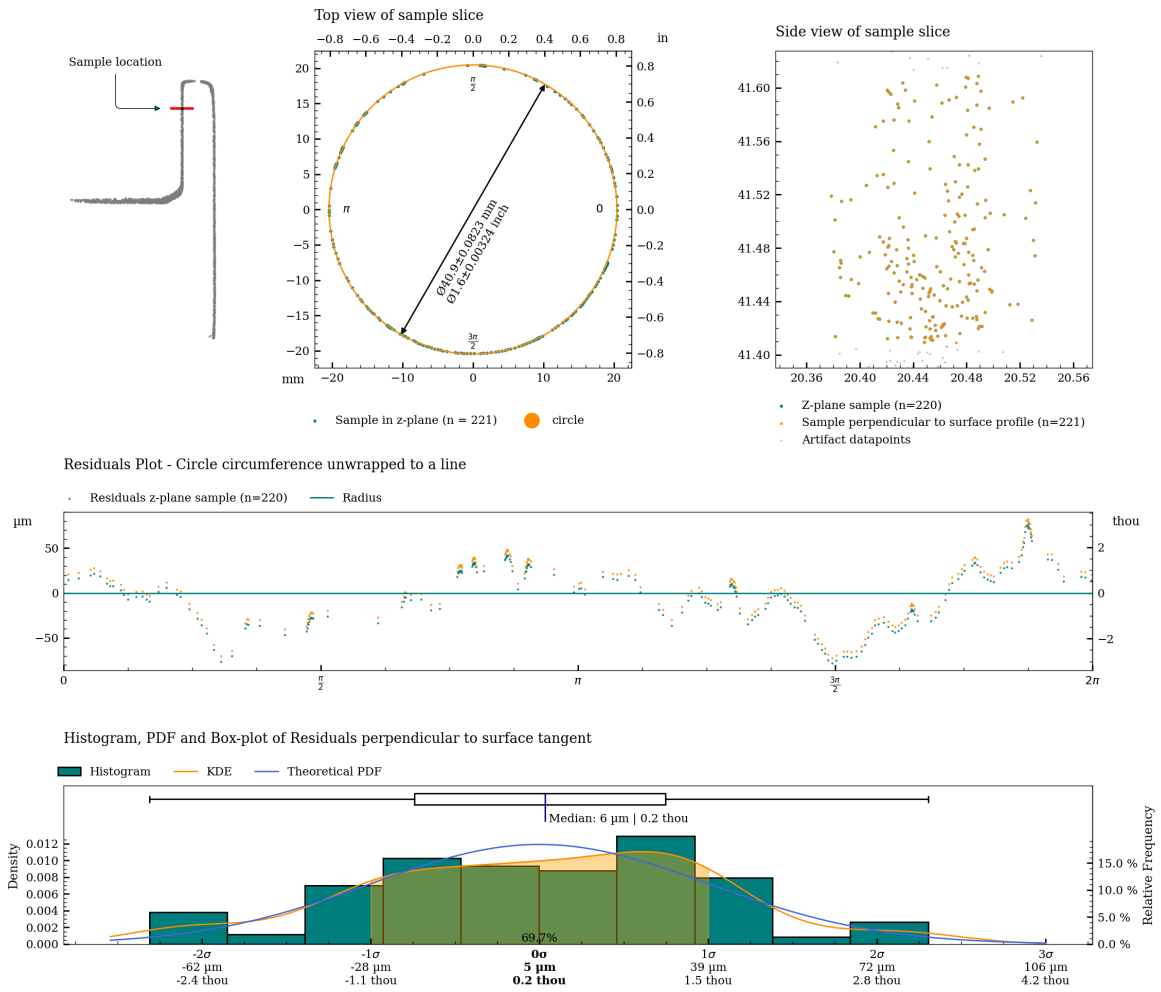 Top view of sample slice
Side view of sample slice
Sample location
−0.8 −0.6 −0.4 −0.2 0.0 0.2 0.4 0.6 0.8 in
20
15
10
5
0
−5
−10
−15
−20
0.8
0.6
0.4
0.2
0.0
−0.2
−0.4
−0.6
−0.8
π/2
π
0
3π/2
Ø40.9±0.0823 mm
Ø1.6±0.00324 inch
mm −20 −10 0 10 20
Sample in z-plane (n = 221) circle
41.60
41.56
41.52
41.48
41.44
41.40
20.36 20.40 20.44 20.48 20.52 20.56
Z-plane sample (n=220)
Sample perpendicular to surface profile (n=221)
Artifact datapoints
Residuals Plot - Circle circumference unwrapped to a line
Residuals z-plane sample (n=220) Radius
µm
thou
50
0
−50
2
0
−2
0 π/2 π 3π/2 2π
Histogram, PDF and Box-plot of Residuals perpendicular to surface tangent
Histogram KDE Theoretical PDF
Median: 6 µm | 0.2 thou
Density
0.012
0.010
0.008
0.006
0.004
0.002
0.000
Relative Frequency
15.0 %
10.0 %
5.0 %
0.0 %
69.7%
-2σ -1σ 0σ 1σ 2σ 3σ
-62 µm -28 µm 5 µm 39 µm 72 µm 106 µm
-2.4 thou -1.1 thou 0.2 thou 1.5 thou 2.8 thou 4.2 thou